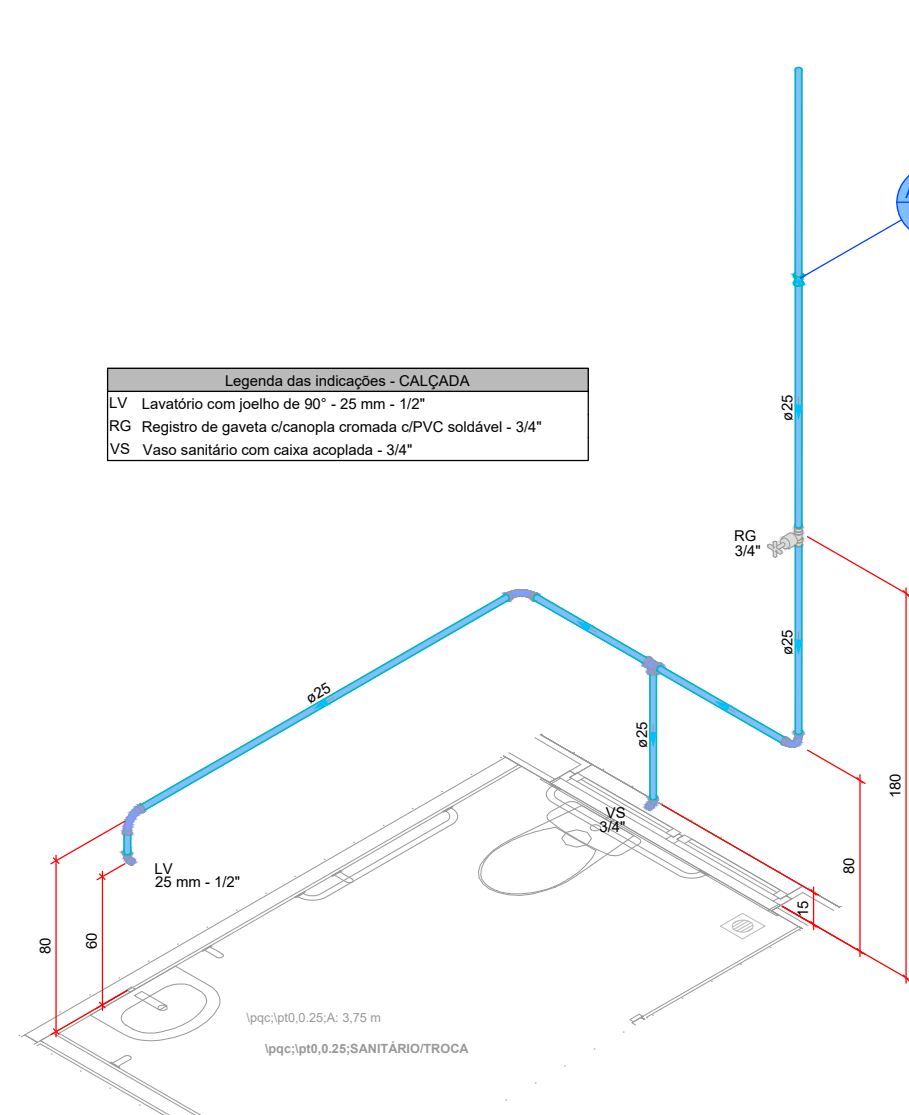 ø25
Legenda das indicações - CALÇADA
LV Lavatório com joelho de 90° - 25 mm - 1/2"
RG Registro de gaveta c/canopla cromada c/PVC soldável - 3/4"
VS Vaso sanitário com caixa acoplada - 3/4"
RG
3/4"
ø25
ø25
ø25
180
VS
3/4"
80
LV
25 mm - 1/2"
15
80
60
\pqc;\pt0,0.25;A: 3,75 m
\pqc;\pt0,0.25;SANITÁRIO/TROCA